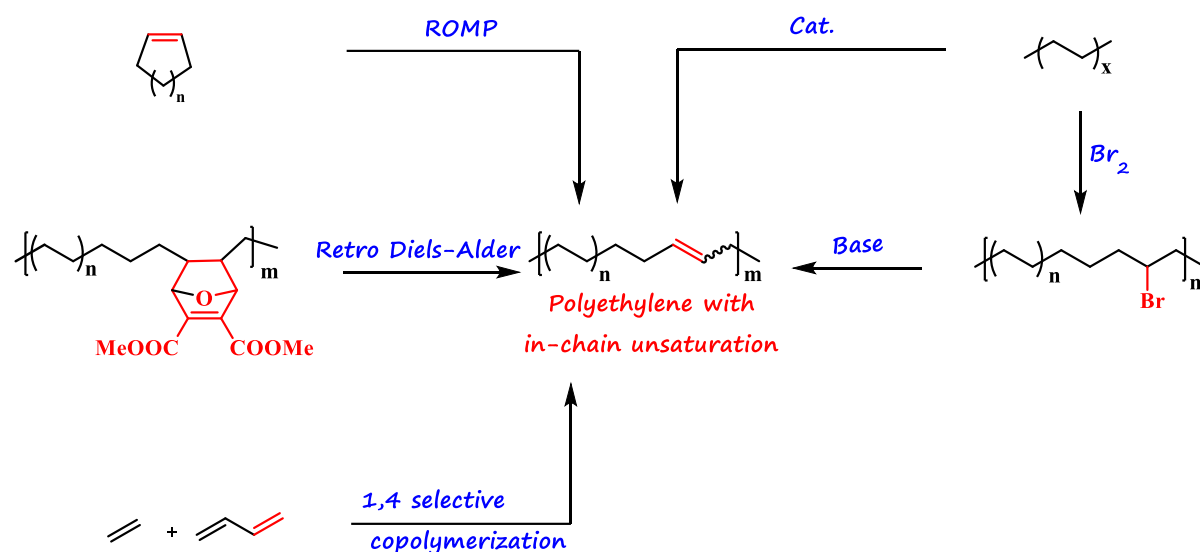 ROMP
Cat.
n
x
Br2
n
m
O
MeOOC
COOMe
Retro Diels-Alder
n
m
Polyethylene with
in-chain unsaturation
Base
n
Br
m
+
1,4 selective
copolymerization